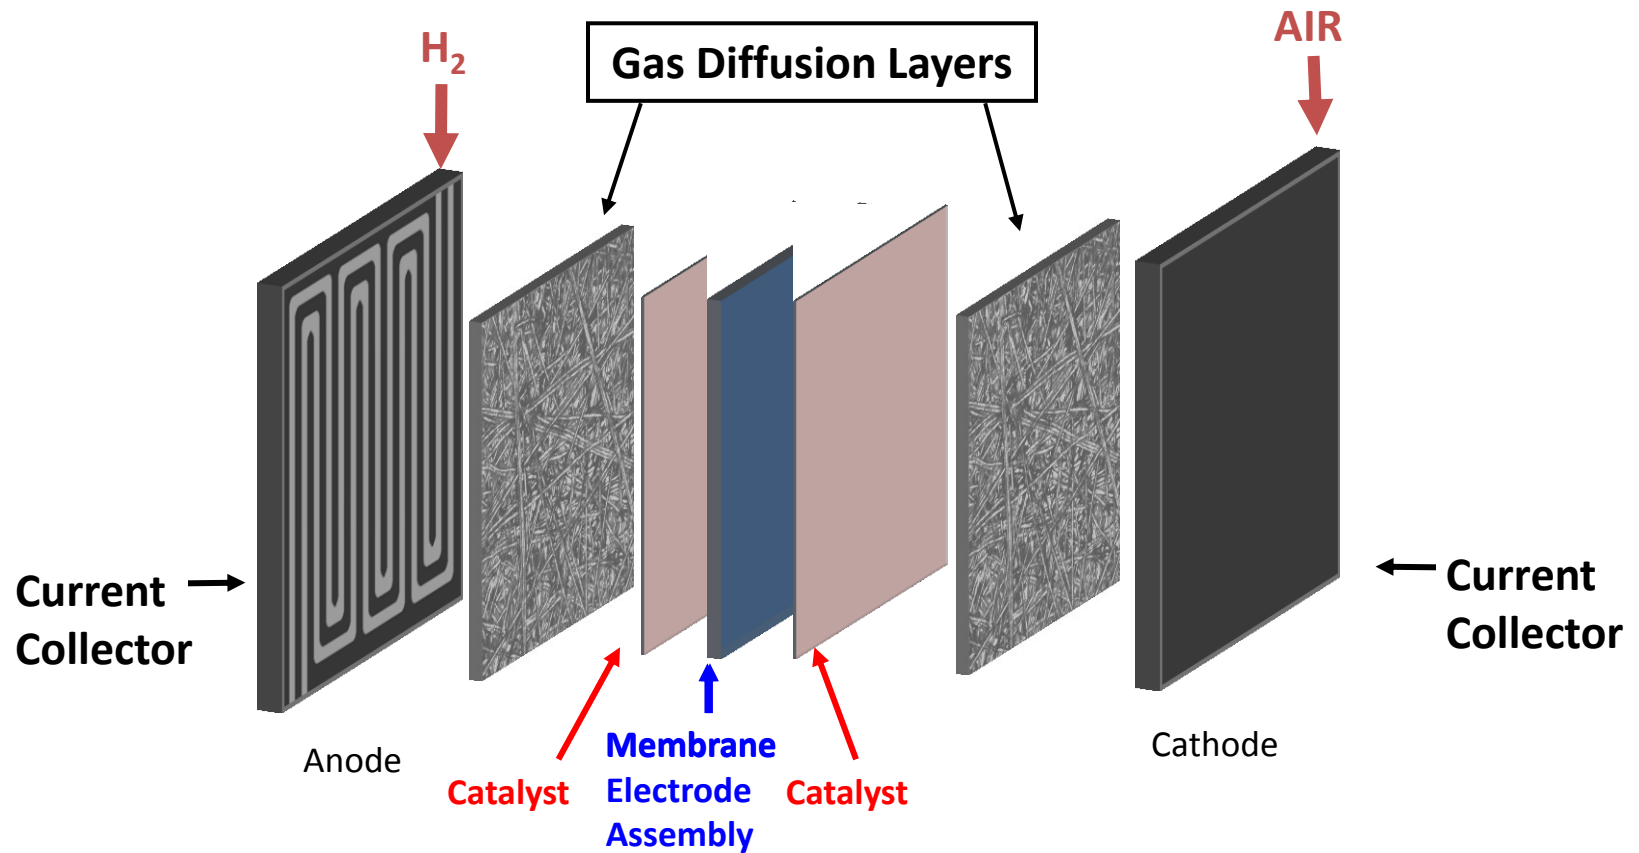 H2
Gas Diffusion Layers
AIR
Current
Collector
Current
Collector
Anode
Cathode
Catalyst
Membrane
Electrode
Assembly
Catalyst